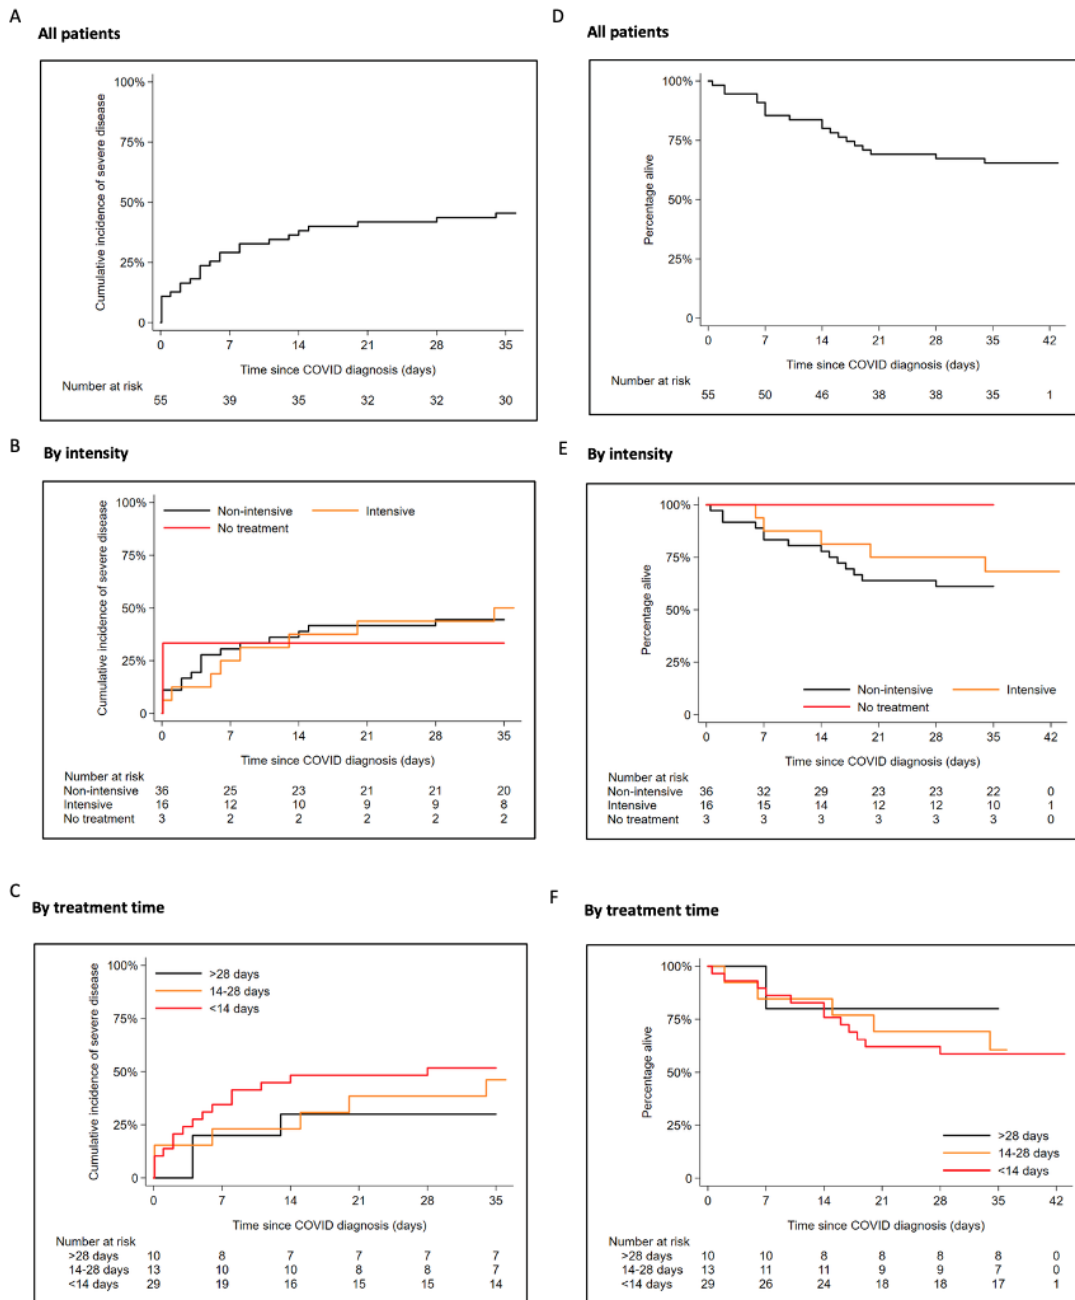 A
All patients
Cumulative incidence of severe disease
100%
75%
50%
25%
0
0 7 14 21 28 35
Time since COVID diagnosis (days)
Number at risk
55 39 35 32 32 30
D
All patients
Percentage alive
100%
75%
50%
25%
0
0 7 14 21 28 35 42
Time since COVID diagnosis (days)
Number at risk
55 50 46 38 38 35 1
B
By intensity
Cumulative incidence of severe disease
100%
75%
50%
25%
0
Non-intensive Intensive
No treatment
0 7 14 21 28 35
Time since COVID diagnosis (days)
Number at risk
Non-intensive 36 25 23 21 21 20
Intensive 16 12 10 9 9 8
No treatment 3 2 2 2 2 2
E
By intensity
Percentage alive
100%
75%
50%
25%
0
Non-intensive Intensive
No treatment
0 7 14 21 28 35 42
Time since COVID diagnosis (days)
Number at risk
Non-intensive 36 32 29 23 23 22 0
Intensive 16 15 14 12 12 10 1
No treatment 3 3 3 3 3 3 0
C
By treatment time
Cumulative incidence of severe disease
100%
75%
50%
25%
0
>28 days
14-28 days
<14 days
0 7 14 21 28 35
Time since COVID diagnosis (days)
Number at risk
>28 days 10 8 7 7 7 7
14-28 days 13 10 10 8 8 7
<14 days 29 19 16 15 15 14
F
By treatment time
Percentage alive
100%
75%
50%
25%
0
>28 days
14-28 days
<14 days
0 7 14 21 28 35 42
Time since COVID diagnosis (days)
Number at risk
>28 days 10 10 8 8 8 8 0
14-28 days 13 11 11 9 9 7 0
<14 days 29 26 24 18 18 17 1